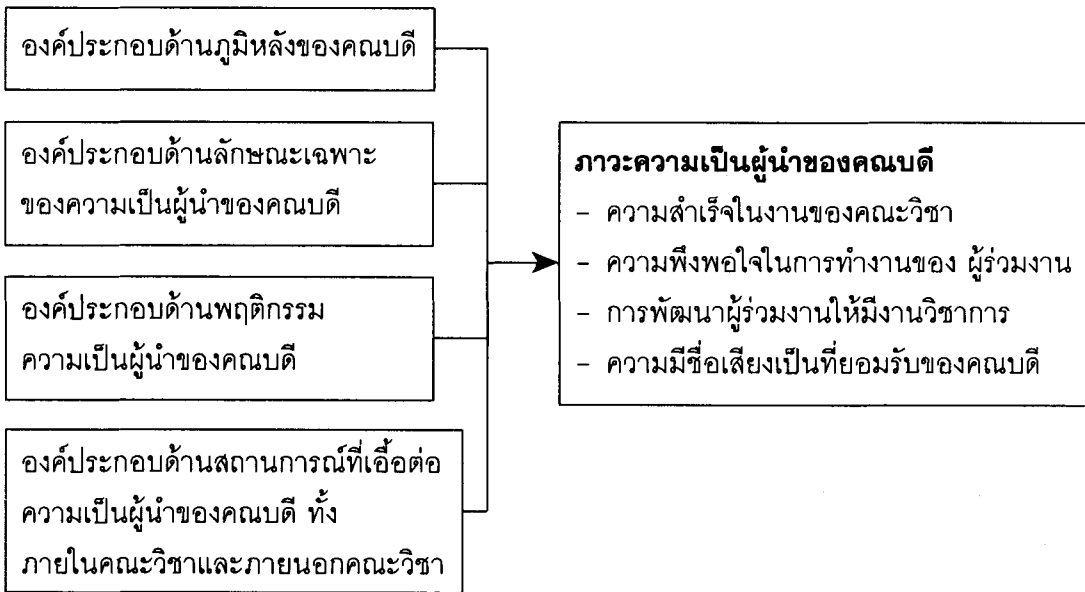 องค์ประกอบด้านภูมิหลังของคณบดี
องค์ประกอบด้านลักษณะเฉพาะ
ของความเป็นผู้นำของคณบดี
องค์ประกอบด้านพฤติกรรม
ความเป็นผู้นำของคณบดี
องค์ประกอบด้านสถานการณ์ที่เอื้อต่อ
ความเป็นผู้นำของคณบดี ทั้ง
ภายในคณะวิชาและภายนอกคณะวิชา
ภาวะความเป็นผู้นำของคณบดี
– ความสำเร็จในงานของคณะวิชา
– ความพึงพอใจในการทำงานของ ผู้ร่วมงาน
– การพัฒนาผู้ร่วมงานให้มีงานวิชาการ
– ความมีชื่อเสียงเป็นที่ยอมรับของคณบดี